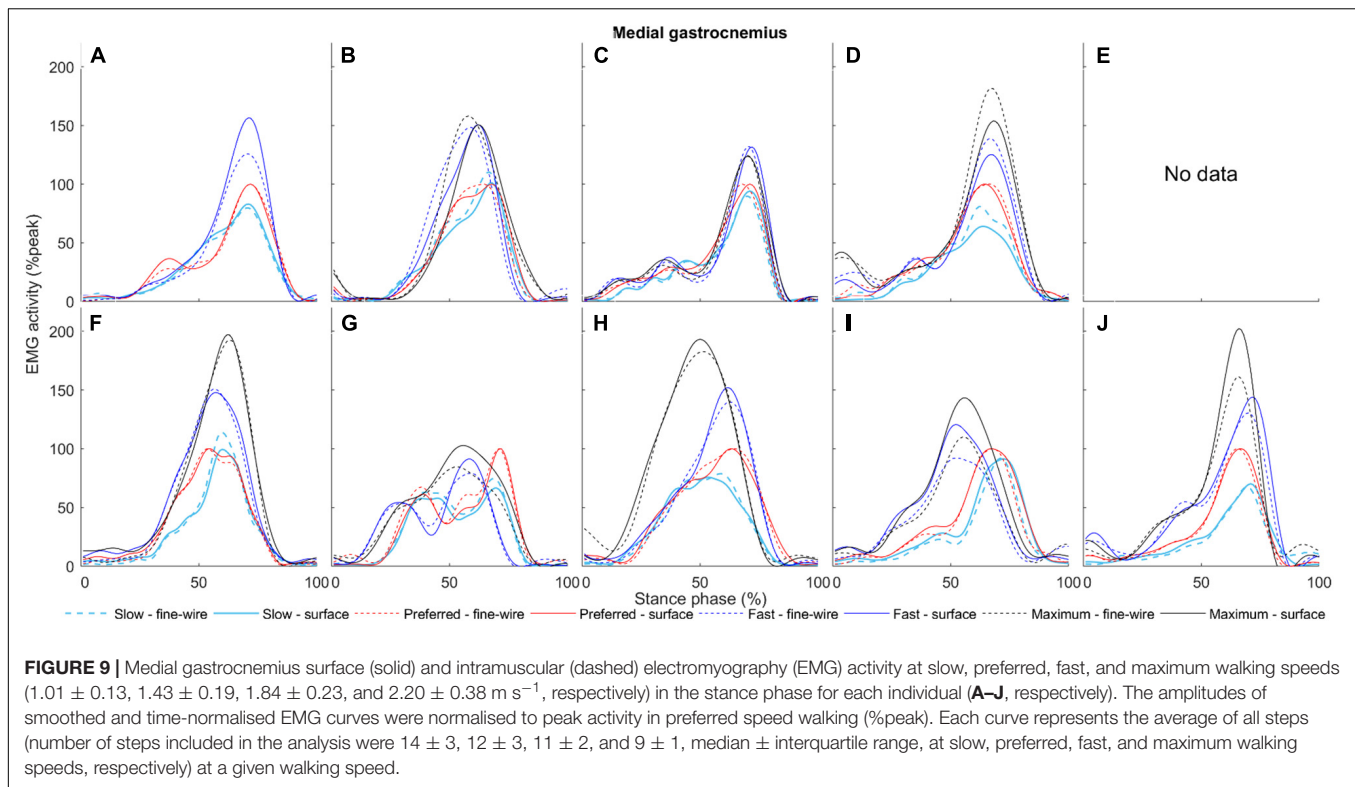 Medial gastrocnemius
A B C D E
200
150
100
50
0
EMG activity (%peak)
No data
F G H I J
200
150
100
50
0
0 50 100 50 100 50 100 50 100 50 100
Stance phase (%)
Slow - fine-wire Slow - surface Preferred - fine-wire Preferred - surface Fast - fine-wire Fast - surface Maximum - fine-wire Maximum - surface
FIGURE 9 | Medial gastrocnemius surface (solid) and intramuscular (dashed) electromyography (EMG) activity at slow, preferred, fast, and maximum walking speeds
(1.01 ± 0.13, 1.43 ± 0.19, 1.84 ± 0.23, and 2.20 ± 0.38 m s⁻¹, respectively) in the stance phase for each individual (A–J, respectively). The amplitudes of
smoothed and time-normalised EMG curves were normalised to peak activity in preferred speed walking (%peak). Each curve represents the average of all steps
(number of steps included in the analysis were 14 ± 3, 12 ± 3, 11 ± 2, and 9 ± 1, median ± interquartile range, at slow, preferred, fast, and maximum walking
speeds, respectively) at a given walking speed.